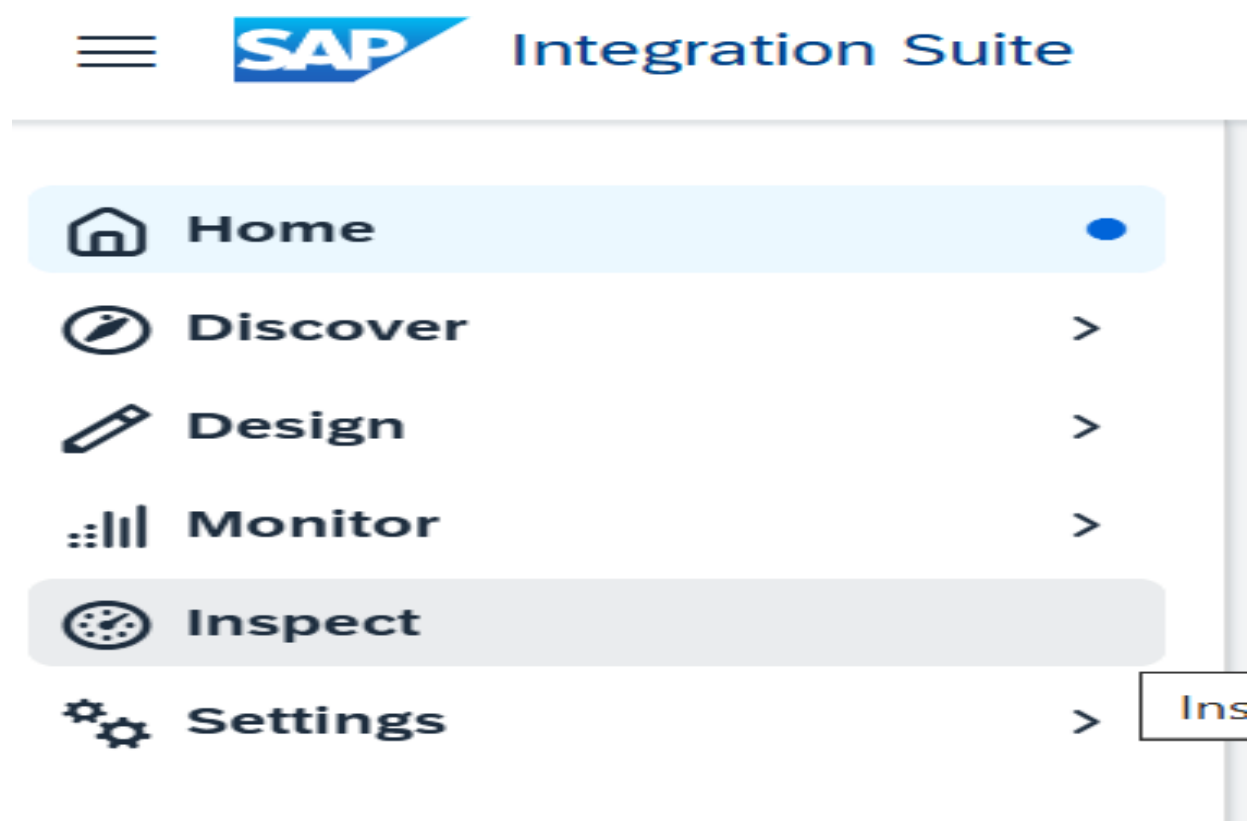 SAP Integration Suite
Home
Discover
Design
Monitor
Inspect
Settings
Ins